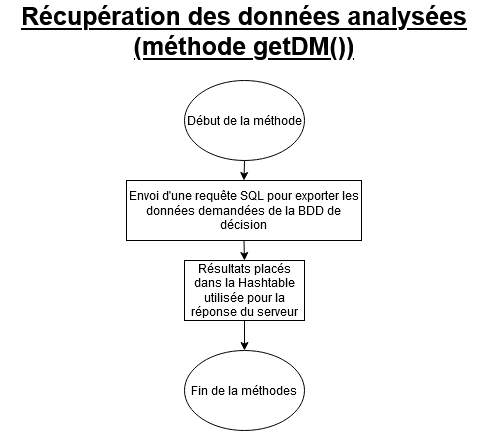 Récupération des données analysées
(méthode getDM())
Début de la méthode
Envoi d'une requête SQL pour exporter les
données demandées de la BDD de
décision
Résultats placés
dans la Hashtable
utilisée pour la
réponse du serveur
Fin de la méthodes